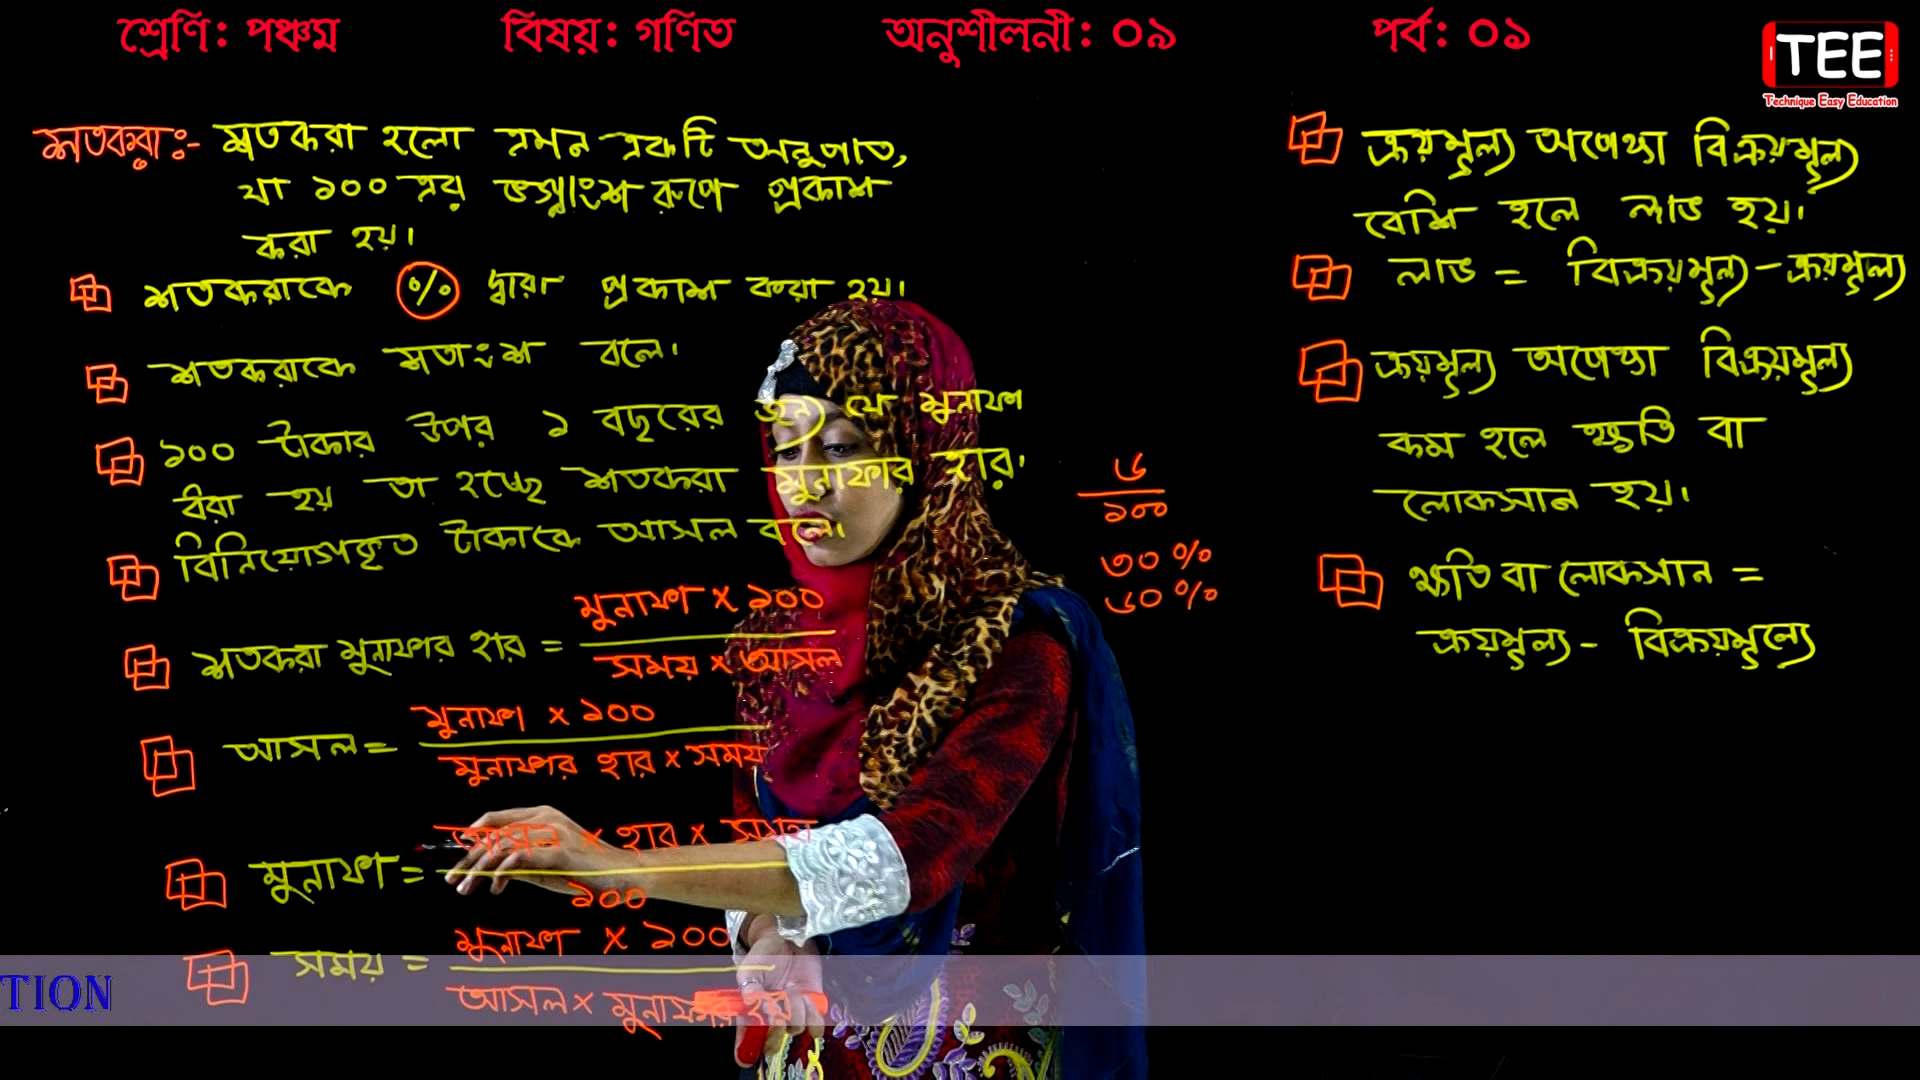 শ্রেণি: পঞ্চম বিষয়: গণিত অনুশীলনী: ০৯ পর্ব: ০১
TEE
Technique Easy Education
শতকরাঃ- শতকরা হলো এমন একটি অনুপাত,
যা ১০০ এর ভগ্নাংশ রুপে প্রকাশ
করা হয়।
শতকরাকে % দ্বারা প্রকাশ করা হয়।
শতকরাকে শতাংশ বলে।
১০০ টাকার উপর ১ বছরের জন্য যে মুনাফা
ধরা হয় তা হচ্ছে শতকরা মুনাফার হার।
বিনিয়োগকৃত টাকাকে আসল বলে।
শতকরা মুনাফার হার = মুনাফা x ১০০
সময় x আসল
আসল = মুনাফা x ১০০
মুনাফার হার x সময়
মুনাফা = আসল x হার x সময়
১০০
সময় = মুনাফা x ১০০
আসল x মুনাফার হার
৬
১০০
৩০%
৬০%
ক্রয়মূল্য অপেক্ষা বিক্রয়মূল্য
বেশি হলে লাভ হয়।
লাভ = বিক্রয়মূল্য - ক্রয়মূল্য
ক্রয়মূল্য অপেক্ষা বিক্রয়মূল্য
কম হলে ক্ষতি বা
লোকসান হয়।
ক্ষতি বা লোকসান =
ক্রয়মূল্য - বিক্রয়মূল্যে
TION